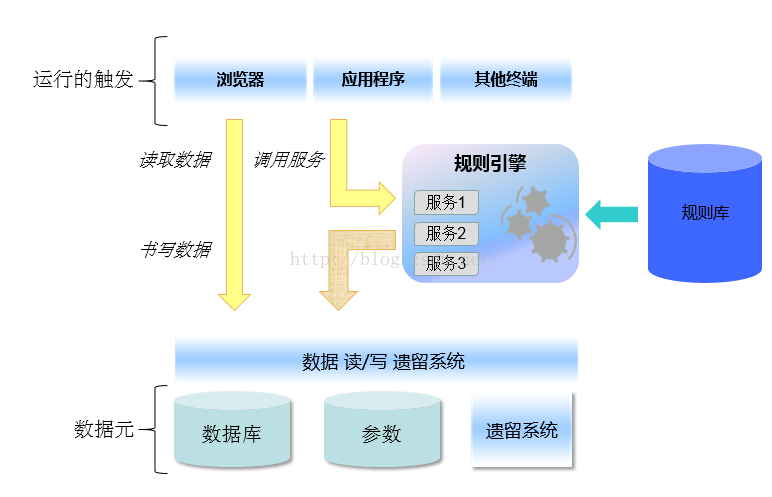 运行的触发
浏览器
应用程序
其他终端
读取数据
调用服务
书写数据
规则引擎
服务1
服务2
服务3
规则库
数据 读/写 遗留系统
数据元
数据库
参数
遗留系统